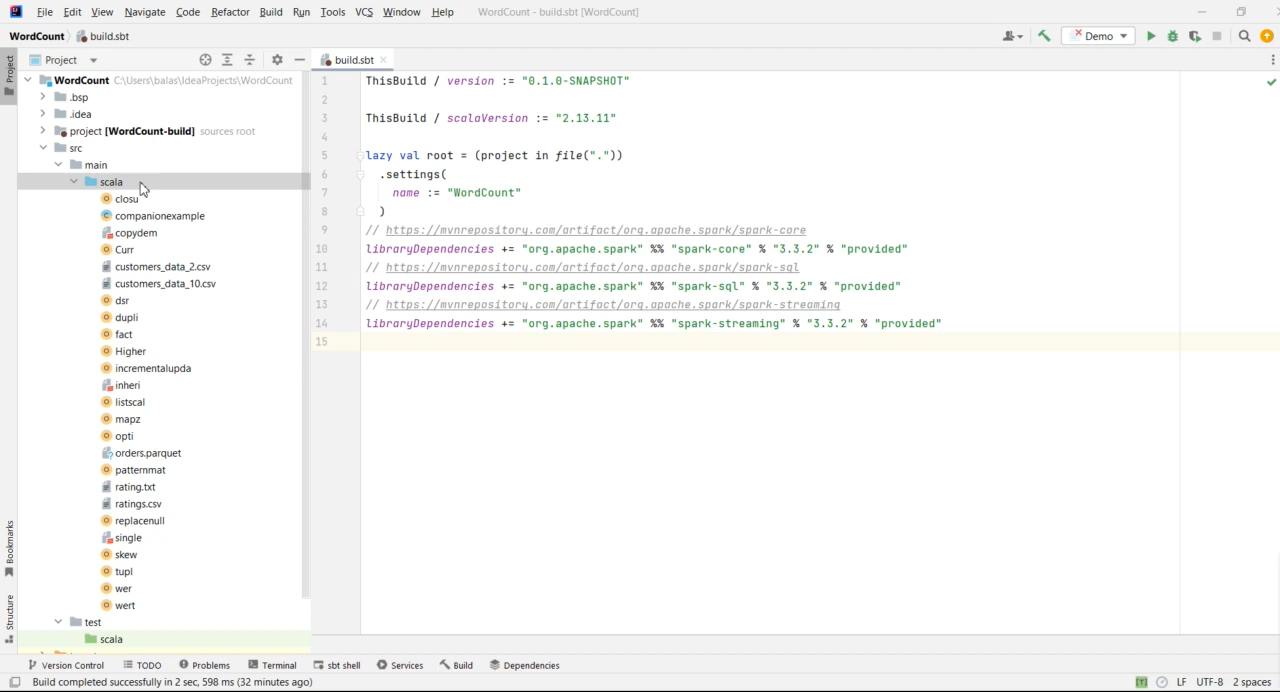 File Edit View Navigate Code Refactor Build Run Tools VCS Window Help WordCount - build.sbt [WordCount]
WordCount build.sbt Demo
Project build.sbt
Project
WordCount C:\Users\balas\IdeaProjects\WordCount
.bsp
.idea
project [WordCount-build] sources root
src
main
scala
closu
companionexample
copydem
Curr
customers_data_2.csv
customers_data_10.csv
dsr
dupli
fact
Higher
incrementalupda
inheri
listscal
mapz
opti
orders.parquet
patternmat
rating.txt
ratings.csv
replacenull
single
skew
tupl
wer
wert
test
scala
Bookmarks
Structure
1 ThisBuild / version := "0.1.0-SNAPSHOT"
2
3 ThisBuild / scalaVersion := "2.13.11"
4
5 lazy val root = (project in file("."))
6 .settings(
7 name := "WordCount"
8 )
9 // https://mvnrepository.com/artifact/org.apache.spark/spark-core
10 libraryDependencies += "org.apache.spark" %% "spark-core" % "3.3.2" % "provided"
11 // https://mvnrepository.com/artifact/org.apache.spark/spark-sql
12 libraryDependencies += "org.apache.spark" %% "spark-sql" % "3.3.2" % "provided"
13 // https://mvnrepository.com/artifact/org.apache.spark/spark-streaming
14 libraryDependencies += "org.apache.spark" %% "spark-streaming" % "3.3.2" % "provided"
15
Version Control TODO Problems Terminal sbt shell Services Build Dependencies
Build completed successfully in 2 sec, 598 ms (32 minutes ago) [T] LF UTF-8 2 spaces